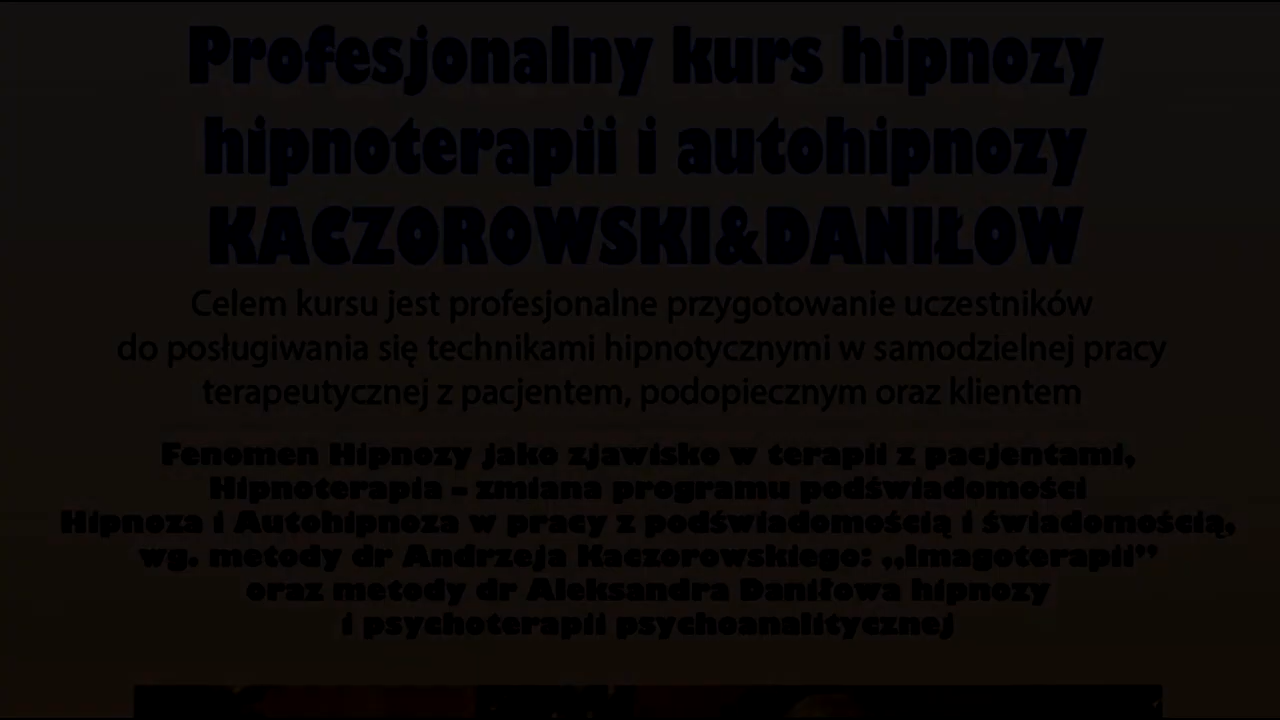 Profesjonalny kurs hipnozy
hipnoterapii i autohipnozy
KACZOROWSKI&DANIŁOW
Celem kursu jest profesjonalne przygotowanie uczestników
do posługiwania się technikami hipnotycznymi w samodzielnej pracy
terapeutycznej z pacjentem, podopiecznym oraz klientem
Fenomen Hipnozy jako zjawisko w terapii z pacjentami,
Hipnoterapia – zmiana programu podświadomości
Hipnoza i Autohipnoza w pracy z podświadomością i świadomością,
wg. metody dr Andrzeja Kaczorowskiego: ,,Imagoterapii”
oraz metody dr Aleksandra Daniłowa hipnozy
i psychoterapii psychoanalitycznej